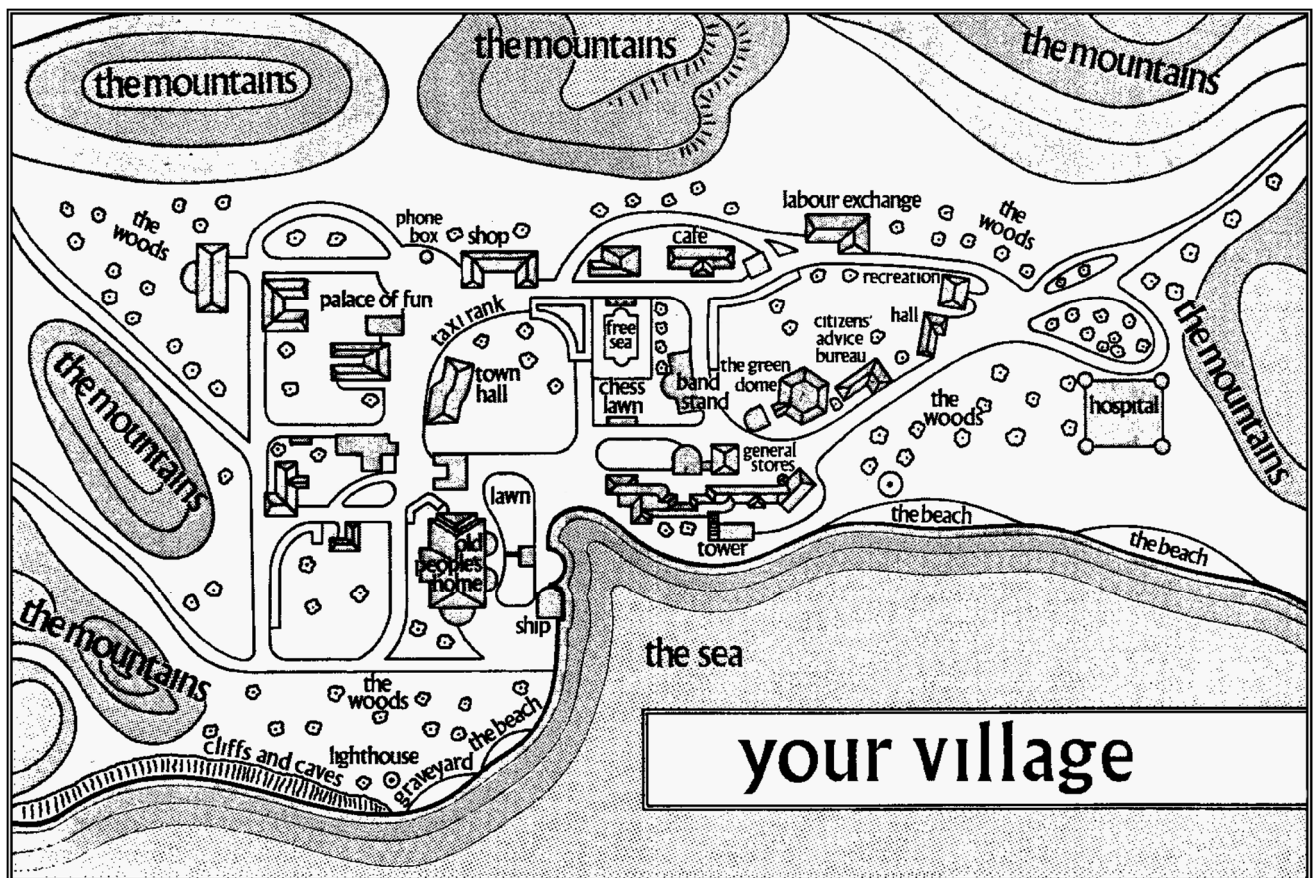 the mountains
the mountains
the mountains
the
woods
phone
box
shop
cafe
labour exchange
the
woods
recreation
hall
palace of fun
taxi rank
free
sea
citizens'
advice
bureau
the green
dome
town
hall
chess
lawn
band
stand
the
woods
hospital
the mountains
the mountains
general
stores
lawn
the beach
the beach
tower
old
peoples
home
ship
the mountains
the sea
the
woods
the beach
lighthouse
cliffs and caves
graveyard
your village